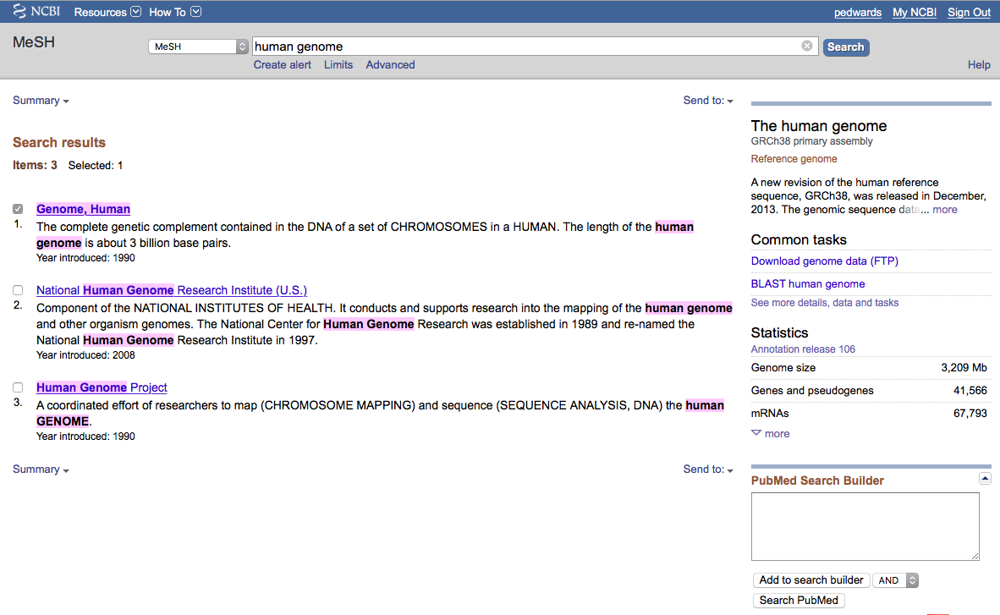 NCBI Resources How To pedwards My NCBI Sign Out
MeSH
MeSH human genome Search
Create alert Limits Advanced Help
Summary Send to:
Search results
Items: 3 Selected: 1
Genome, Human
1. The complete genetic complement contained in the DNA of a set of CHROMOSOMES in a HUMAN. The length of the human
genome is about 3 billion base pairs.
Year introduced: 1990
National Human Genome Research Institute (U.S.)
2. Component of the NATIONAL INSTITUTES OF HEALTH. It conducts and supports research into the mapping of the human genome
and other organism genomes. The National Center for Human Genome Research was established in 1989 and re-named the
National Human Genome Research Institute in 1997.
Year introduced: 2008
Human Genome Project
3. A coordinated effort of researchers to map (CHROMOSOME MAPPING) and sequence (SEQUENCE ANALYSIS, DNA) the human
GENOME.
Year introduced: 1990
Summary Send to:
The human genome
GRCh38 primary assembly
Reference genome
A new revision of the human reference
sequence, GRCh38, was released in December,
2013. The genomic sequence data... more
Common tasks
Download genome data (FTP)
BLAST human genome
See more details, data and tasks
Statistics
Annotation release 106
Genome size 3,209 Mb
Genes and pseudogenes 41,566
mRNAs 67,793
more
PubMed Search Builder
Add to search builder AND
Search PubMed